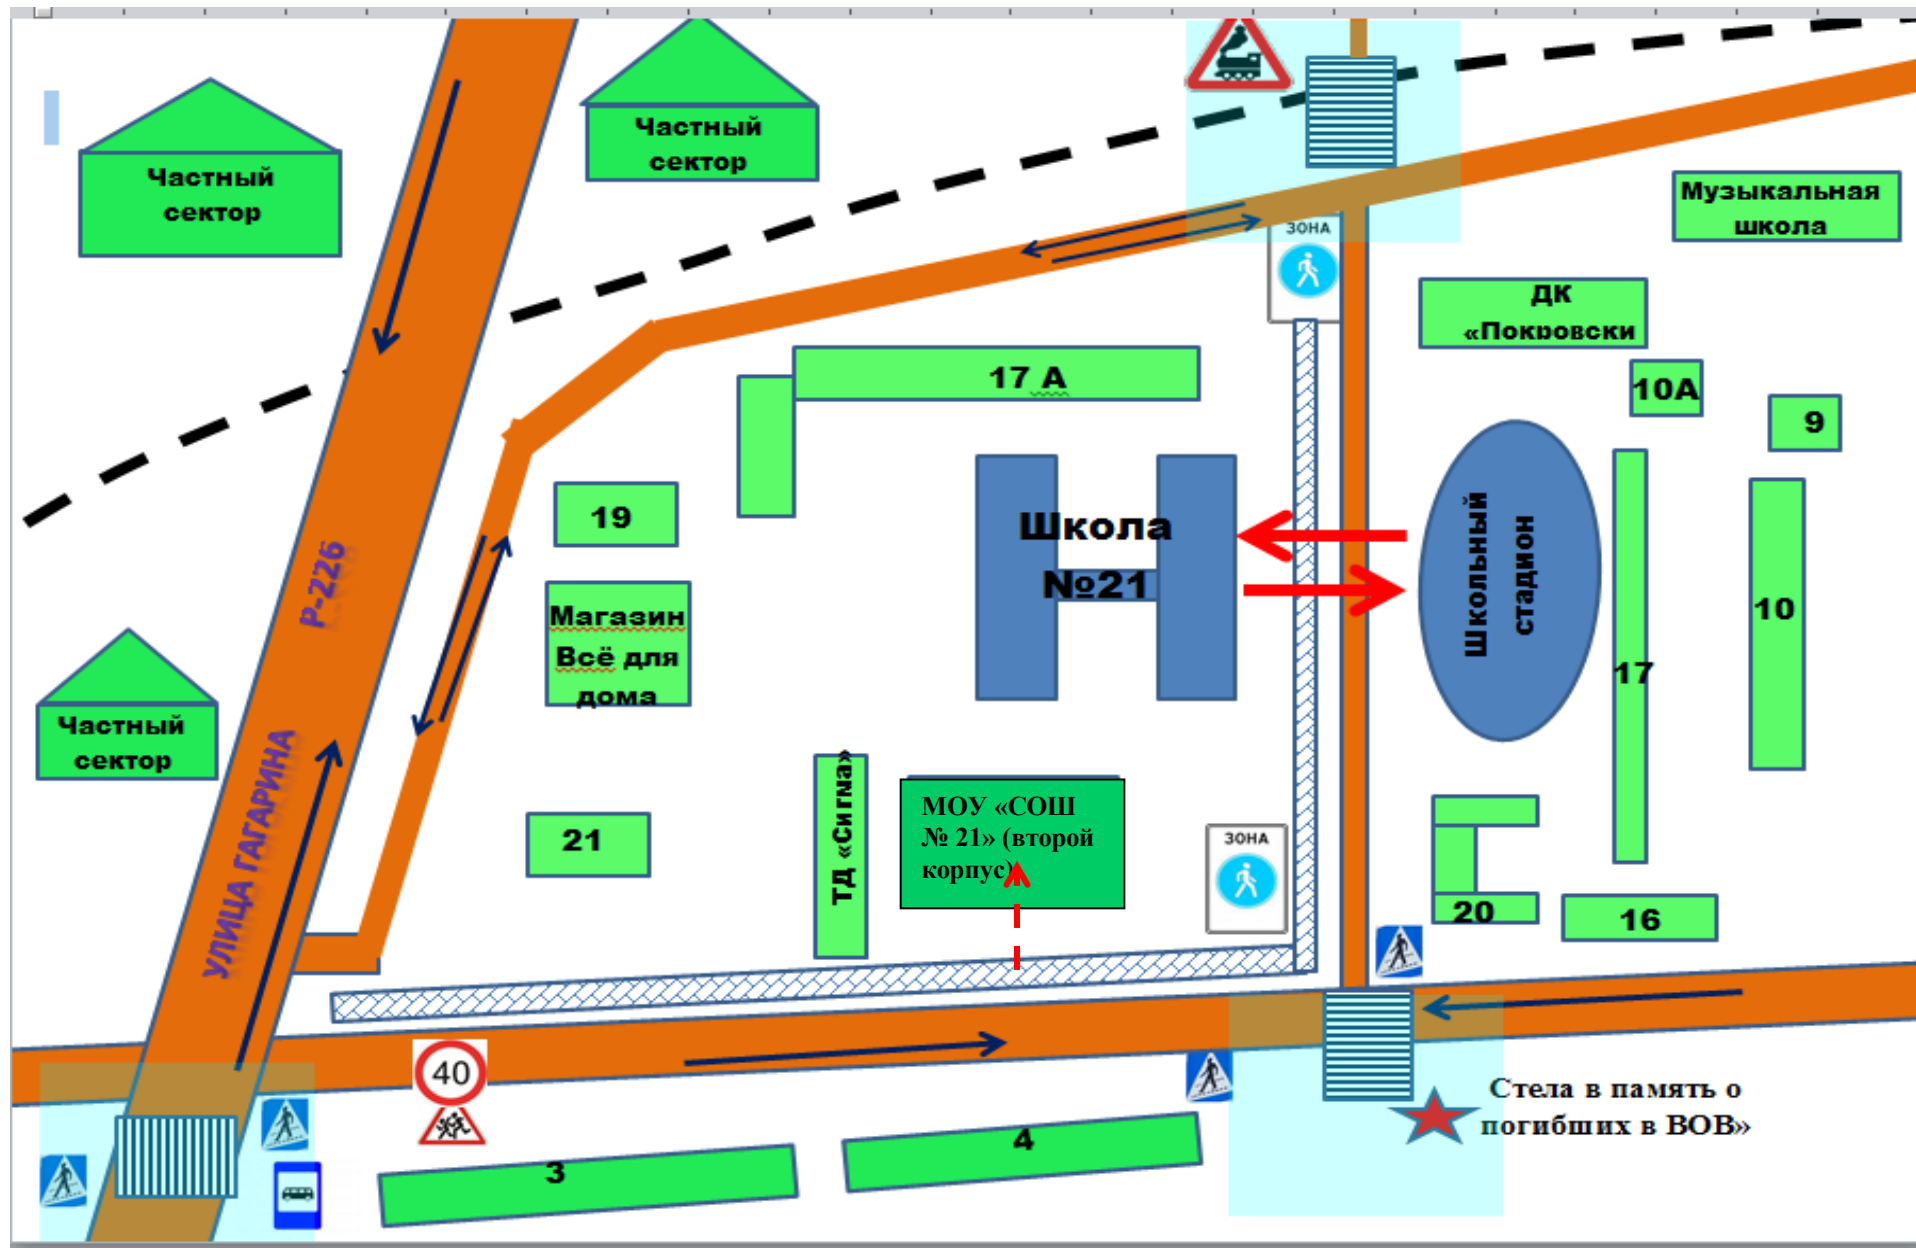 Частный
сектор
Частный
сектор
Музыкальная
школа
ЗОНА
ДК
«Покровски
17 А
10А
9
19
Школа
№21
Школьный
стадион
Р-226
10
Магазин
Всё для
дома
17
Частный
сектор
УЛИЦА ГАГАРИНА
21
ТД «Сигма»
МОУ «СОШ
№ 21» (второй
корпус)
ЗОНА
20
16
40
Стела в память о
погибших в ВОВ»
3
4